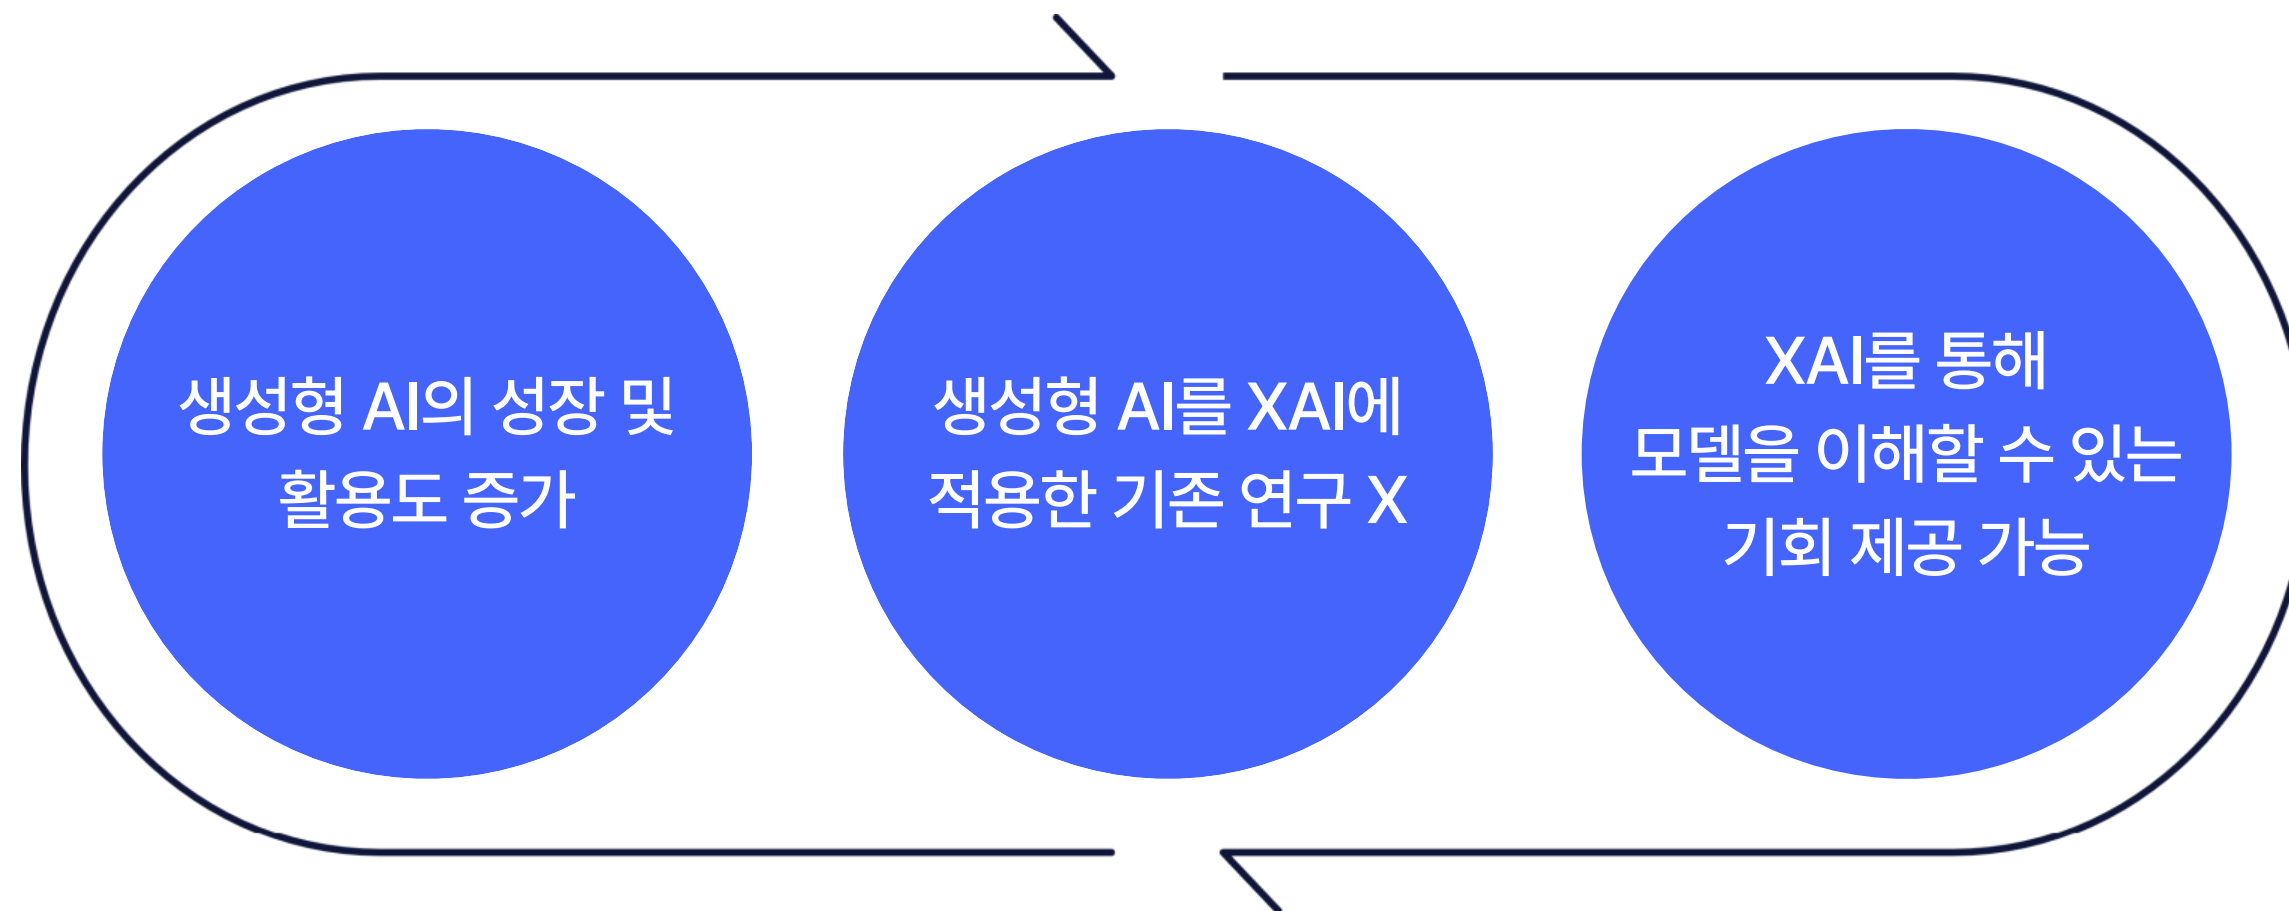 생성형 AI의 성장 및
활용도 증가
생성형 AI를 XAI에
적용한 기존 연구 X
XAI를 통해
모델을 이해할 수 있는
기회 제공 가능